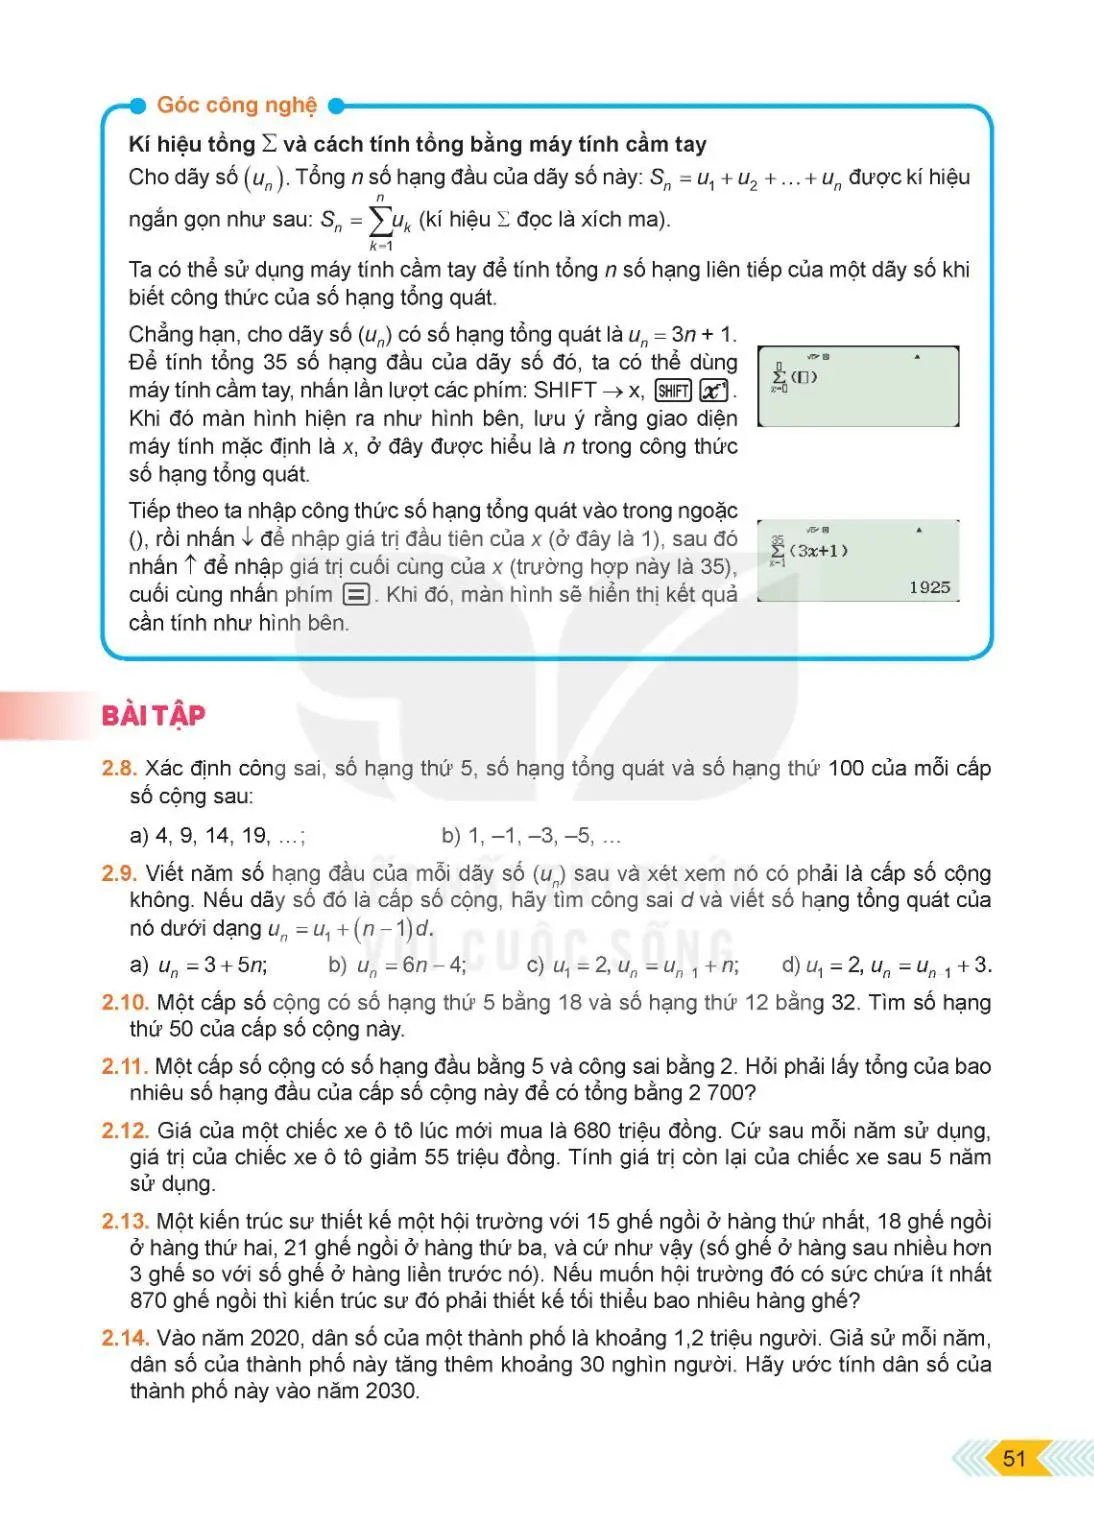 Góc công nghệ
Kí hiệu tổng Σ và cách tính tổng bằng máy tính cầm tay
Cho dãy số (uₙ). Tổng n số hạng đầu của dãy số này: Sₙ = u₁ + u₂ + ... + uₙ được kí hiệu
ngắn gọn như sau: Sₙ = ∑ₖ₌₁ⁿ uₖ (kí hiệu Σ đọc là xích ma).
Ta có thể sử dụng máy tính cầm tay để tính tổng n số hạng liên tiếp của một dãy số khi
biết công thức của số hạng tổng quát.
Chẳng hạn, cho dãy số (uₙ) có số hạng tổng quát là uₙ = 3n + 1.
Để tính tổng 35 số hạng đầu của dãy số đó, ta có thể dùng
máy tính cầm tay, nhấn lần lượt các phím: SHIFT → x, SHIFT x⁻¹.
Khi đó màn hình hiện ra như hình bên, lưu ý rằng giao diện
máy tính mặc định là x, ở đây được hiểu là n trong công thức
số hạng tổng quát.
Σ(□)
x=□
Tiếp theo ta nhập công thức số hạng tổng quát vào trong ngoặc
(), rồi nhấn ↓ để nhập giá trị đầu tiên của x (ở đây là 1), sau đó
nhấn ↑ để nhập giá trị cuối cùng của x (trường hợp này là 35),
cuối cùng nhấn phím =. Khi đó, màn hình sẽ hiển thị kết quả
cần tính như hình bên.
35
Σ(3x+1)
x=1
1925
BÀI TẬP
2.8. Xác định công sai, số hạng thứ 5, số hạng tổng quát và số hạng thứ 100 của mỗi cấp
số cộng sau:
a) 4, 9, 14, 19, ...; b) 1, –1, –3, –5, ...
2.9. Viết năm số hạng đầu của mỗi dãy số (uₙ) sau và xét xem nó có phải là cấp số cộng
không. Nếu dãy số đó là cấp số cộng, hãy tìm công sai d và viết số hạng tổng quát của
nó dưới dạng uₙ = u₁ + (n – 1)d.
a) uₙ = 3 + 5n; b) uₙ = 6n – 4; c) u₁ = 2, uₙ = uₙ₋₁ + n; d) u₁ = 2, uₙ = uₙ₋₁ + 3.
2.10. Một cấp số cộng có số hạng thứ 5 bằng 18 và số hạng thứ 12 bằng 32. Tìm số hạng
thứ 50 của cấp số cộng này.
2.11. Một cấp số cộng có số hạng đầu bằng 5 và công sai bằng 2. Hỏi phải lấy tổng của bao
nhiêu số hạng đầu của cấp số cộng này để có tổng bằng 2 700?
2.12. Giá của một chiếc xe ô tô lúc mới mua là 680 triệu đồng. Cứ sau mỗi năm sử dụng,
giá trị của chiếc xe ô tô giảm 55 triệu đồng. Tính giá trị còn lại của chiếc xe sau 5 năm
sử dụng.
2.13. Một kiến trúc sư thiết kế một hội trường với 15 ghế ngồi ở hàng thứ nhất, 18 ghế ngồi
ở hàng thứ hai, 21 ghế ngồi ở hàng thứ ba, và cứ như vậy (số ghế ở hàng sau nhiều hơn
3 ghế so với số ghế ở hàng liền trước nó). Nếu muốn hội trường đó có sức chứa ít nhất
870 ghế ngồi thì kiến trúc sư đó phải thiết kế tối thiểu bao nhiêu hàng ghế?
2.14. Vào năm 2020, dân số của một thành phố là khoảng 1,2 triệu người. Giả sử mỗi năm,
dân số của thành phố này tăng thêm khoảng 30 nghìn người. Hãy ước tính dân số của
thành phố này vào năm 2030.
KẾT NỐI TRI THỨC
VỚI CUỘC SỐNG
51